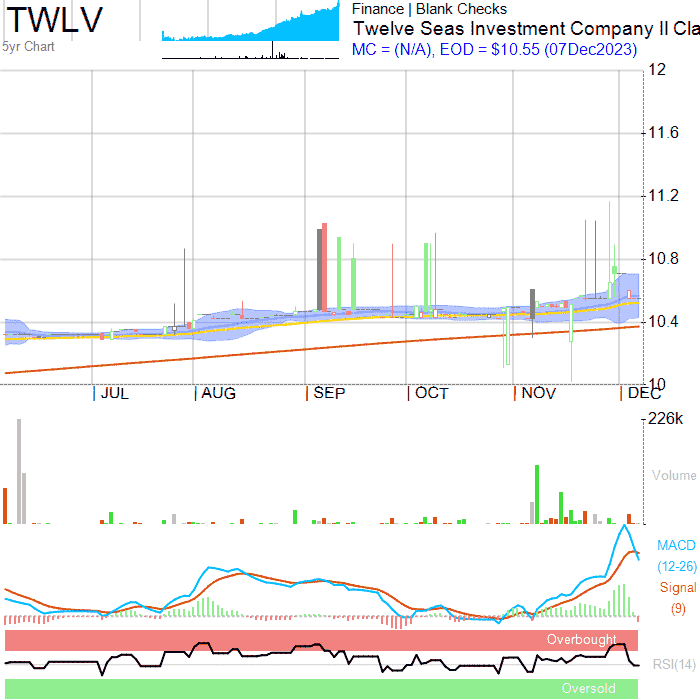 TWLV
5yr Chart
Finance | Blank Checks
Twelve Seas Investment Company II Cla
MC = (N/A), EOD = $10.55 (07Dec2023)
12
11.6
11.2
10.8
10.4
10
JUL
AUG
SEP
OCT
NOV
DEC
226k
Volume
MACD
(12-26)
Signal
(9)
Overbought
RSI(14)
Oversold